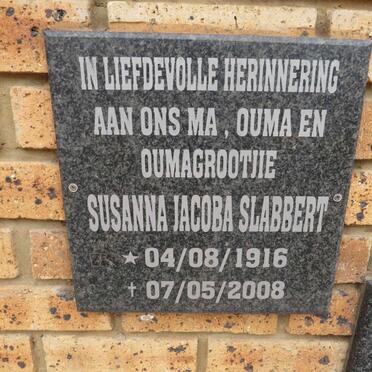 IN LIEFDEVOLLE HERINNERING
AAN ONS MA, OUMA EN
OUMAGROOTJIE
SUSANNA JACOBA SLABBERT
★ 04/08/1916
† 07/05/2008